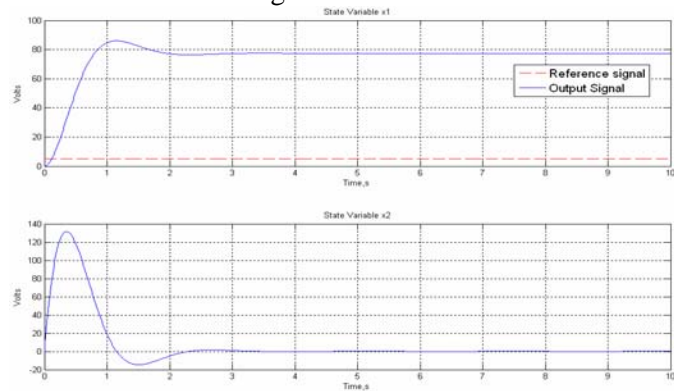 State Variable x1
100
80
60
40
20
0
Volts
Reference signal
Output Signal
0 1 2 3 4 5 6 7 8 9 10
Time,s
State Variable x2
140
120
100
80
60
40
20
0
-20
Volts
0 1 2 3 4 5 6 7 8 9 10
Time,s